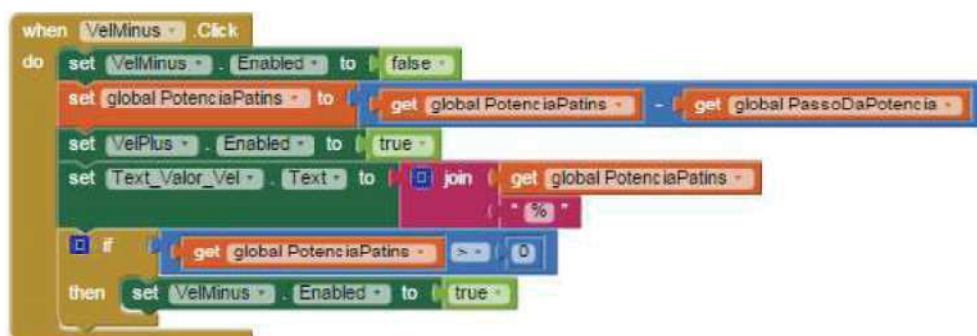 when VelMinus .Click
do set VelMinus . Enabled to false
set global PotenciaPatins to get global PotenciaPatins - get global PassoDaPotencia
set VelPlus . Enabled to true
set Text_Valor_Vel . Text to join get global PotenciaPatins
" % "
if get global PotenciaPatins > 0
then set VelMinus . Enabled to true